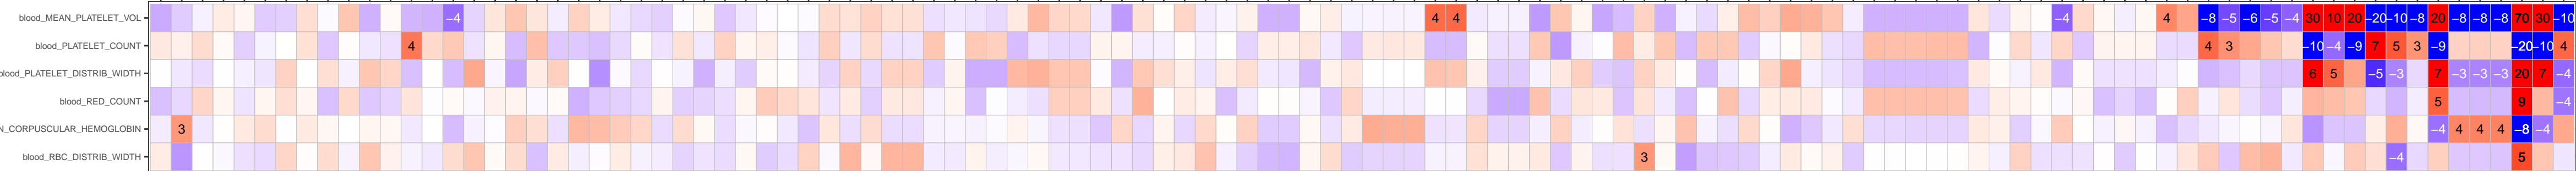 blood_MEAN_PLATELET_VOL −4 4 4 −4 4 −8 −5 −6 −5 −4 30 10 20 −20 −10 −8 20 −8 −8 −8 70 30 −10
blood_PLATELET_COUNT 4 4 3 −10 −4 −9 7 5 3 −9 −20 −10 4
lood_PLATELET_DISTRIB_WIDTH 6 5 −5 −3 7 −3 −3 −3 20 7 −4
blood_RED_COUNT 5 9 −4
N_CORPUSCULAR_HEMOGLOBIN 3 −4 4 4 4 −8 −4
blood_RBC_DISTRIB_WIDTH 3 −4 5